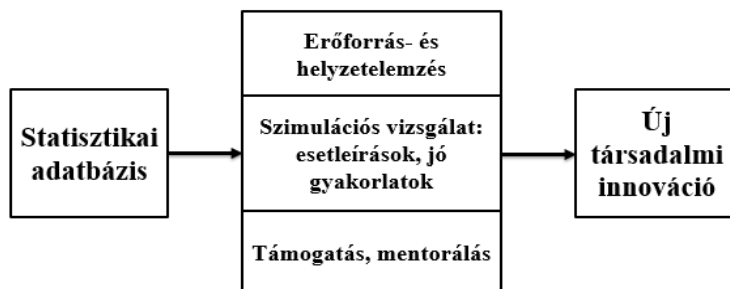 Statisztikai
adatbázis
Erőforrás- és
helyzetelemzés
Szimulációs vizsgálat:
esetleírások, jó
gyakorlatok
Támogatás, mentorálás
Új
társadalmi
innováció